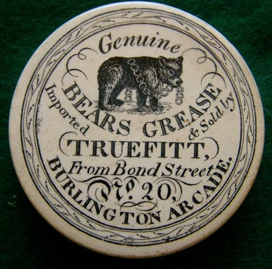 Genuine
BEARS GREASE
Imported & Sold by
TRUEFITT,
From Bond Street
No. 20,
BURLINGTON ARCADE.